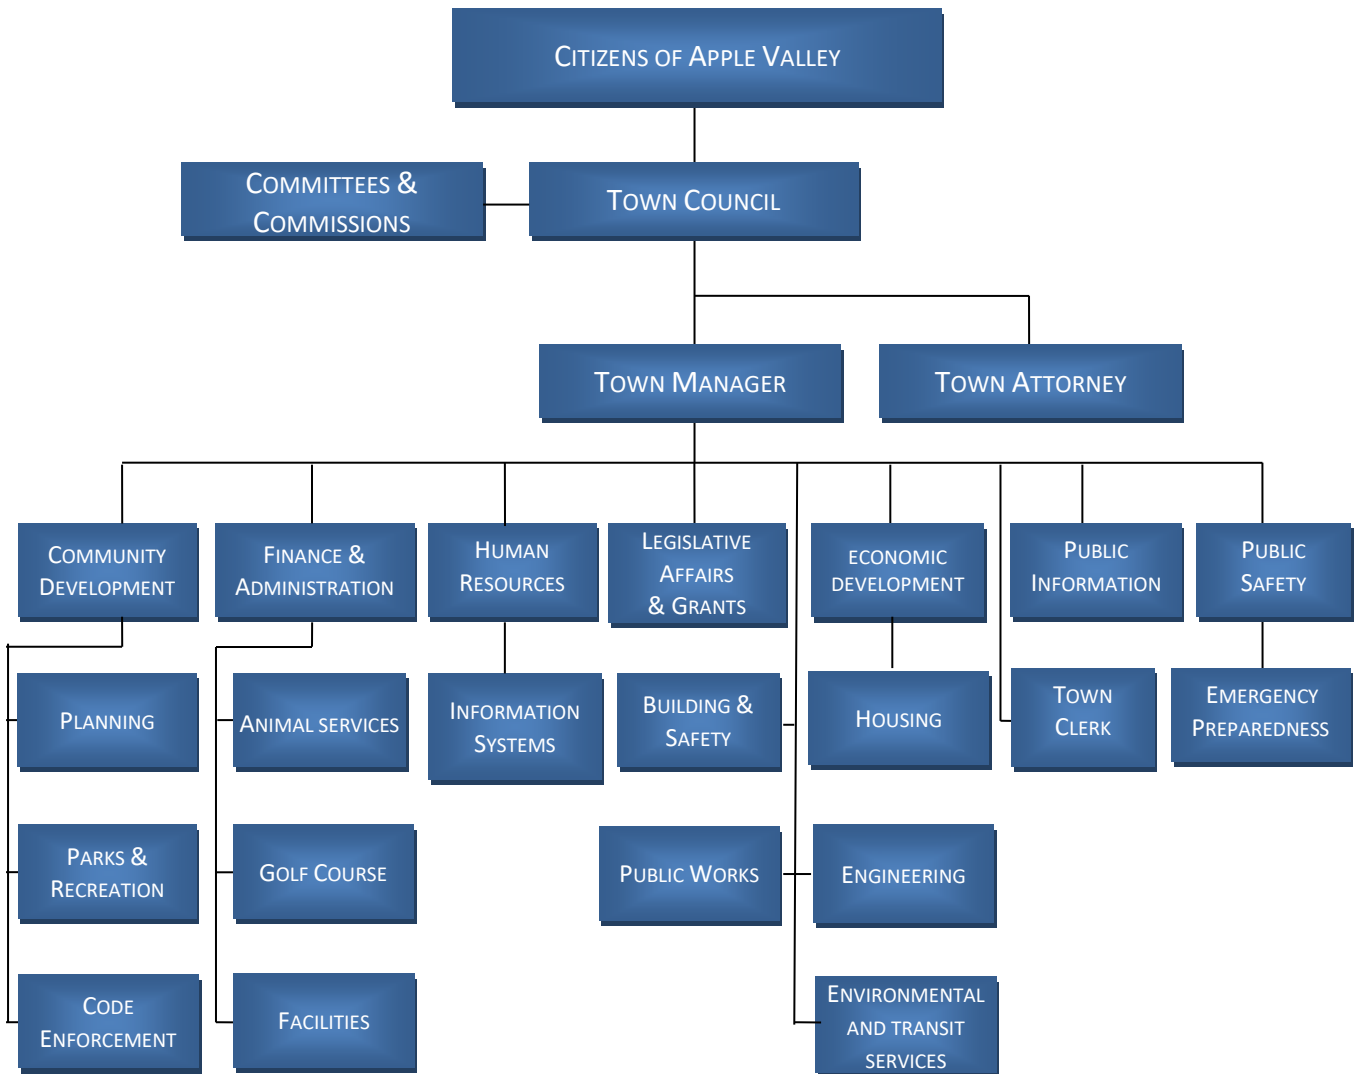 CITIZENS OF APPLE VALLEY
COMMITTEES &
COMMISSIONS
TOWN COUNCIL
TOWN MANAGER
TOWN ATTORNEY
COMMUNITY
DEVELOPMENT
FINANCE &
ADMINISTRATION
HUMAN
RESOURCES
LEGISLATIVE
AFFAIRS
& GRANTS
ECONOMIC
DEVELOPMENT
PUBLIC
INFORMATION
PUBLIC
SAFETY
PLANNING
ANIMAL SERVICES
INFORMATION
SYSTEMS
BUILDING &
SAFETY
HOUSING
TOWN
CLERK
EMERGENCY
PREPAREDNESS
PARKS &
RECREATION
GOLF COURSE
PUBLIC WORKS
ENGINEERING
CODE
ENFORCEMENT
FACILITIES
ENVIRONMENTAL
AND TRANSIT
SERVICES